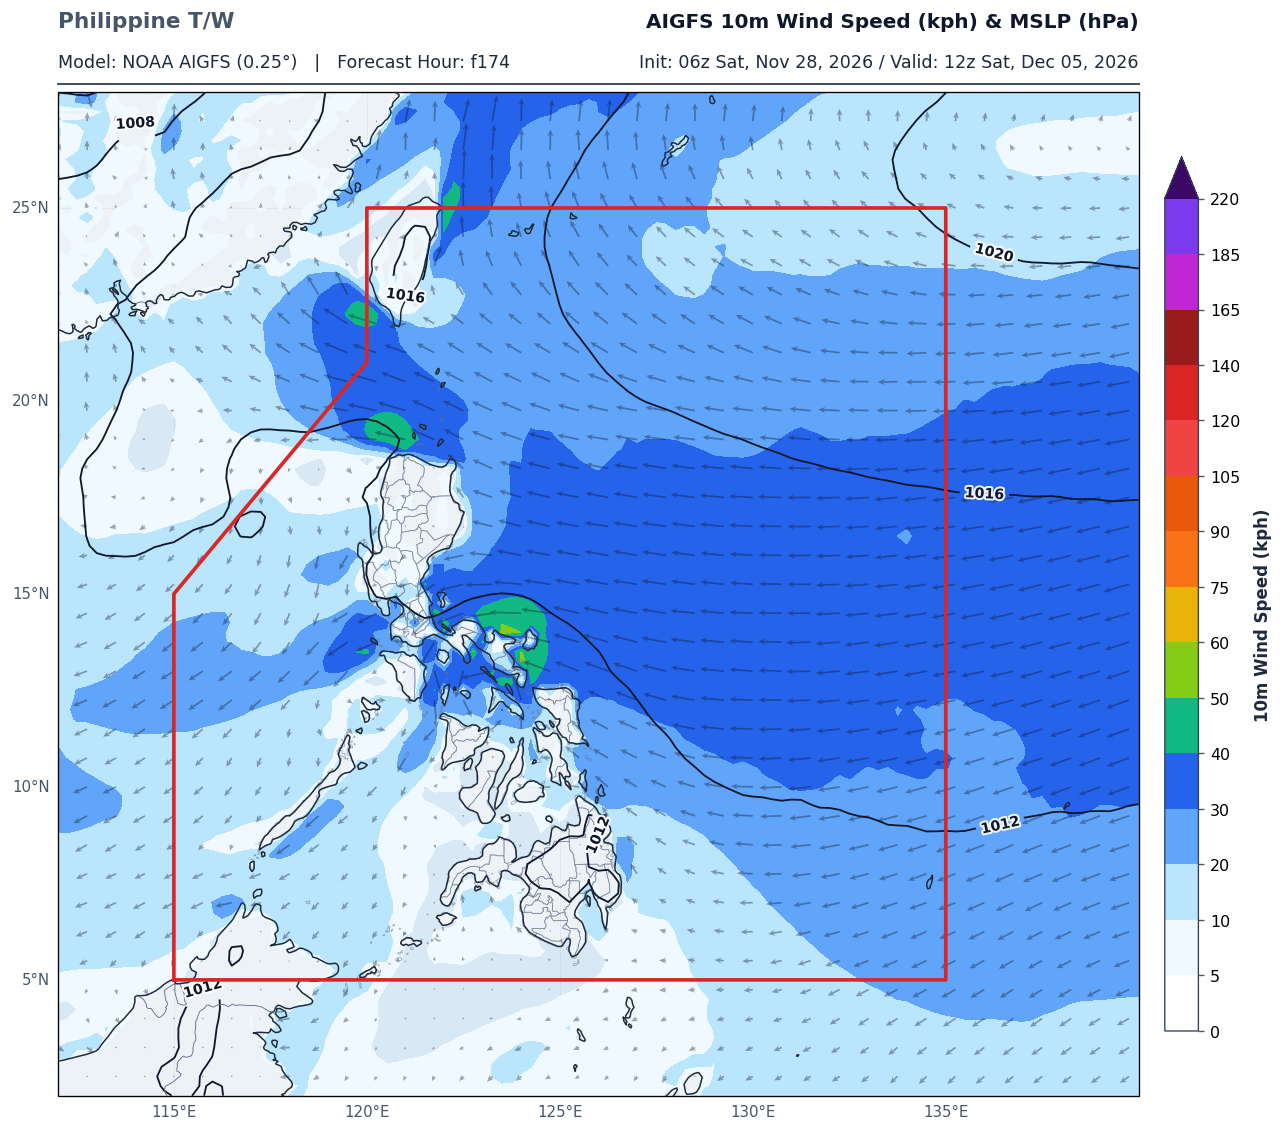 Philippine T/W
AIGFS 10m Wind Speed (kph) & MSLP (hPa)
Model: NOAA AIGFS (0.25°) | Forecast Hour: f174
Init: 06z Sat, Nov 28, 2026 / Valid: 12z Sat, Dec 05, 2026
1008
25°N
1020
1016
20°N
1016
15°N
10°N
1012
1012
5°N
1012
115°E
120°E
125°E
130°E
135°E
220
185
165
140
120
105
90
75
60
50
40
30
20
10
5
0
10m Wind Speed (kph)